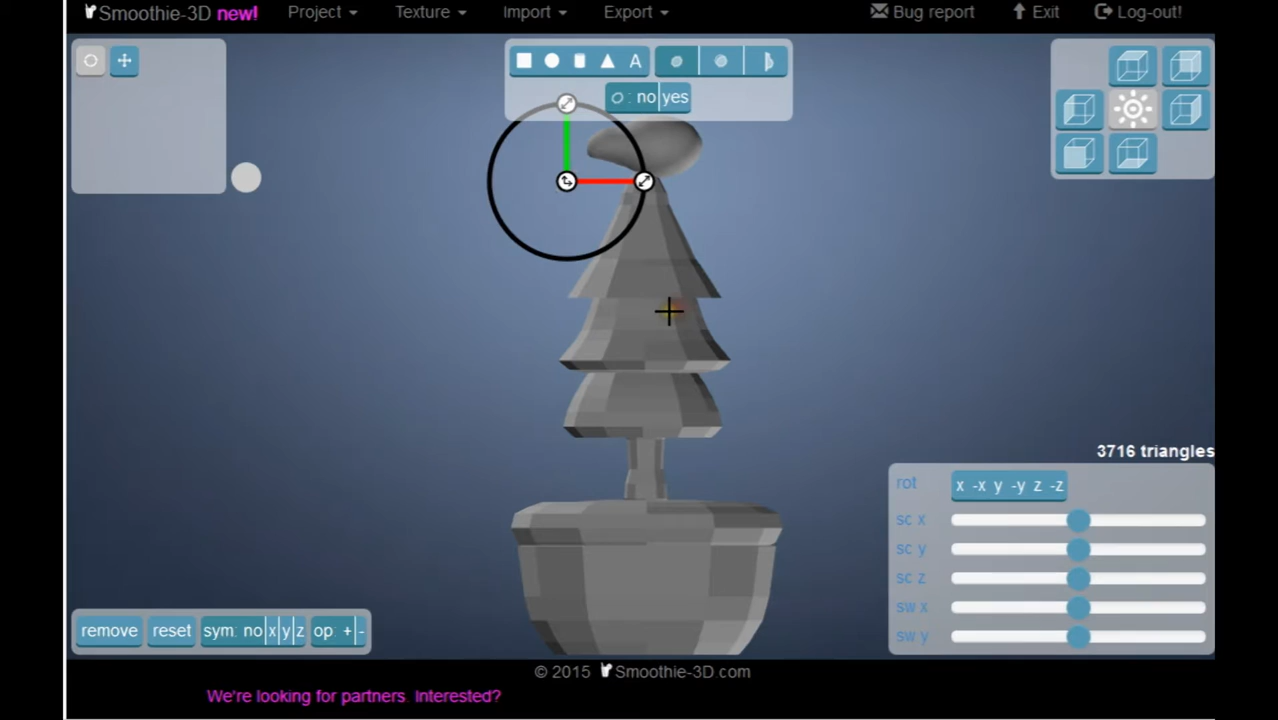 Smoothie-3D new!
Project
Texture
Import
Export
Bug report
Exit
Log-out!
A
: no yes
3716 triangles
rot x -x y -y z -z
sc x
sc y
sc z
sw x
sw y
remove
reset
sym: no x y z
op: + -
© 2015 Smoothie-3D.com
We're looking for partners. Interested?